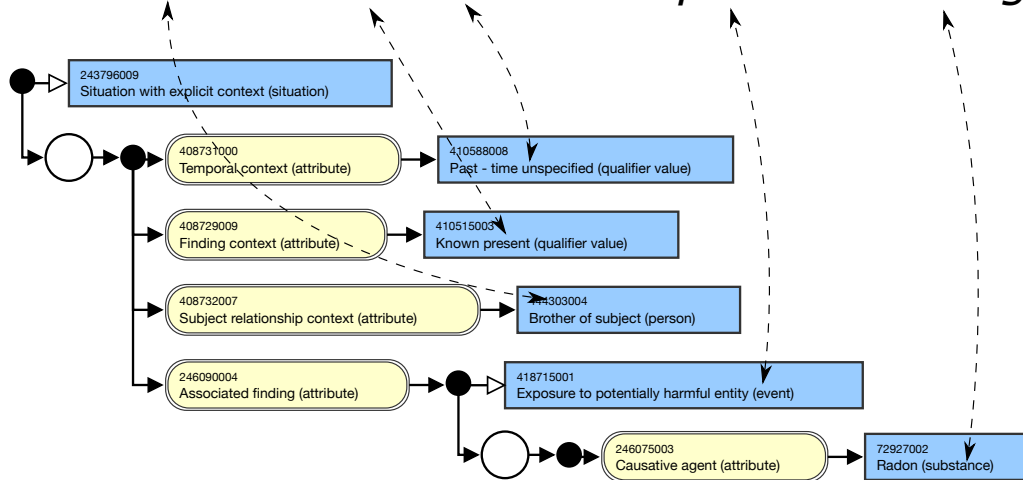 243796009
Situation with explicit context (situation)
408731000
Temporal context (attribute)
410588008
Past - time unspecified (qualifier value)
408729009
Finding context (attribute)
410515003
Known present (qualifier value)
408732007
Subject relationship context (attribute)
303004
Brother of subject (person)
246090004
Associated finding (attribute)
418715001
Exposure to potentially harmful entity (event)
246075003
Causative agent (attribute)
72927002
Radon (substance)